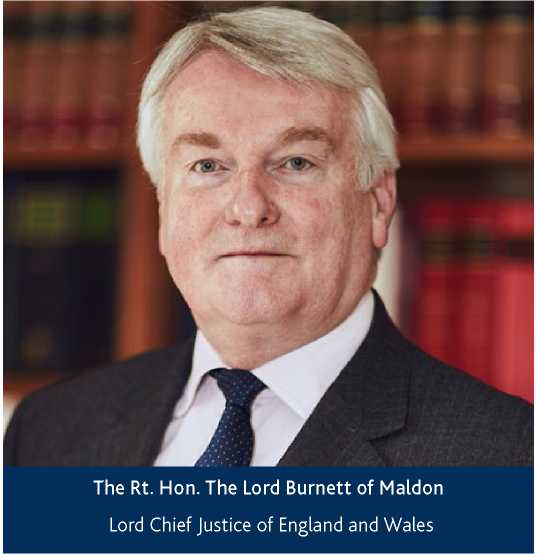 The Rt. Hon. The Lord Burnett of Maldon
Lord Chief Justice of England and Wales